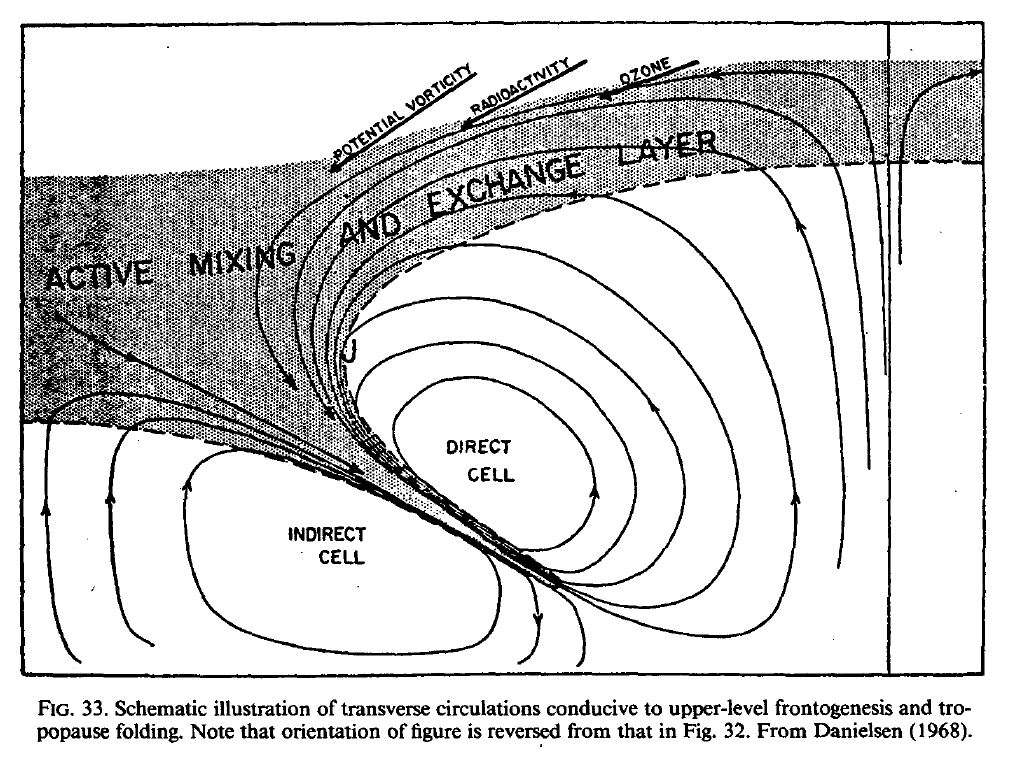 POTENTIAL VORTICITY
RADIOACTIVITY
OZONE
ACTIVE MIXING AND EXCHANGE LAYER
J
DIRECT
CELL
INDIRECT
CELL
FIG. 33. Schematic illustration of transverse circulations conducive to upper-level frontogenesis and tro-
popause folding. Note that orientation of figure is reversed from that in Fig. 32. From Danielsen (1968).